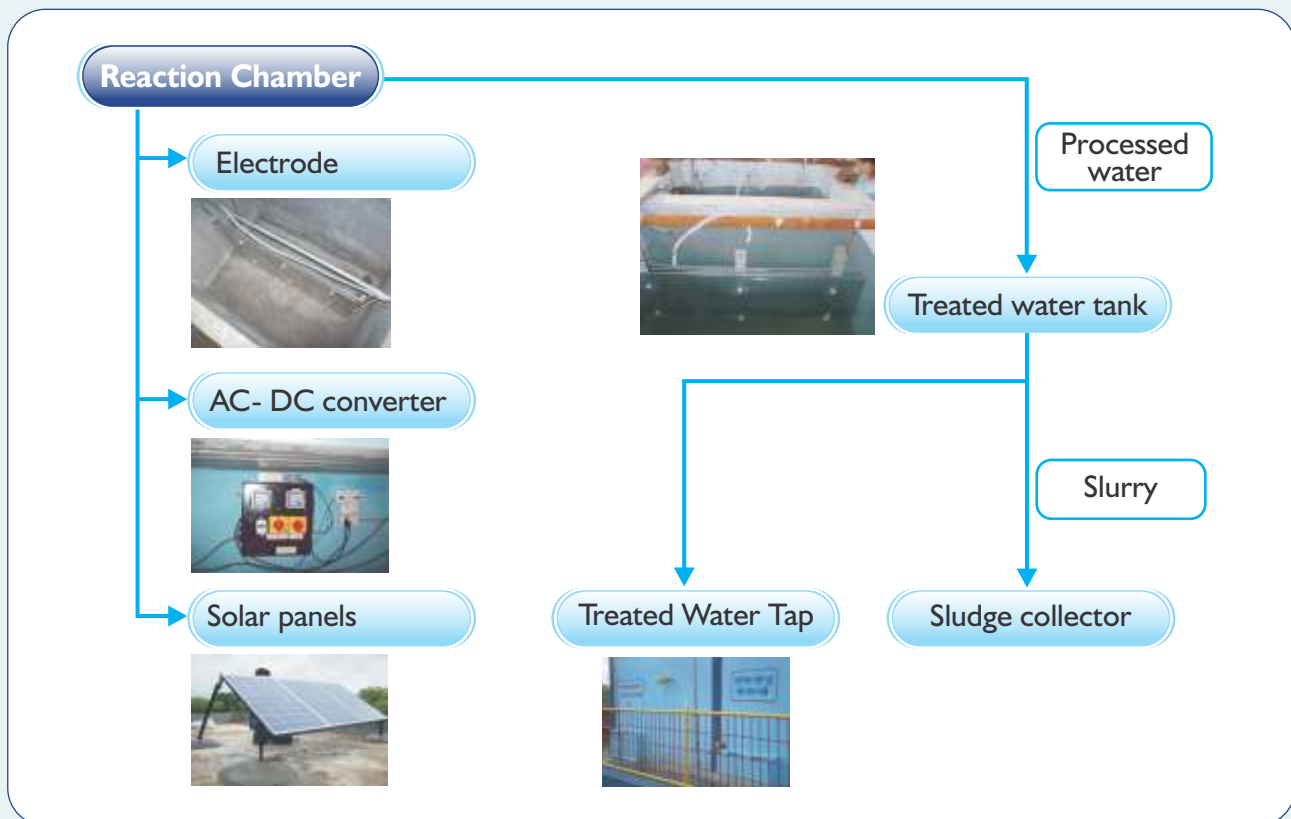 Reaction Chamber
Electrode
AC- DC converter
Solar panels
Processed
water
Treated water tank
Slurry
Treated Water Tap
Sludge collector